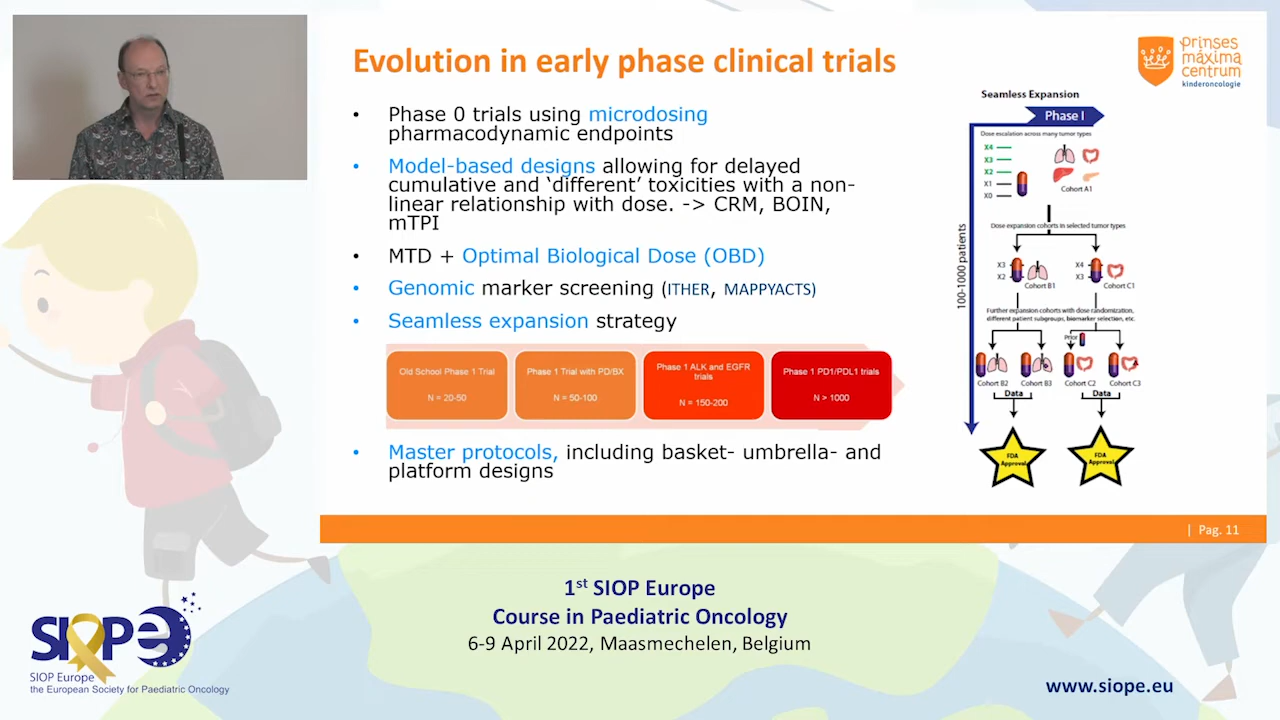 Evolution in early phase clinical trials
prinses
máxima
centrum
kinderoncologie
• Phase 0 trials using microdosing
pharmacodynamic endpoints
• Model-based designs allowing for delayed
cumulative and ‘different’ toxicities with a non-
linear relationship with dose. -> CRM, BOIN,
mTPI
• MTD + Optimal Biological Dose (OBD)
• Genomic marker screening (ITHER, MAPPYACTS)
• Seamless expansion strategy
Old School Phase 1 Trial
N = 20-50
Phase 1 Trial with PD/BX
N = 50-100
Phase 1 ALK and EGFR
trials
N = 150-200
Phase 1 PD1/PDL1 trials
N > 1000
• Master protocols, including basket- umbrella- and
platform designs
Seamless Expansion
Phase I
Dose escalation across many tumor types
X4
X3
X2
X1
X0
Cohort A1
100-1000 patients
Dose expansion cohorts in selected tumor types
X3
X2
Cohort B1
X4
X3
Cohort C1
Further expansion cohorts with dose randomization,
different patient subgroups, biomarker selection, etc.
Prior
Cohort B2
Cohort B3
Cohort C2
Cohort C3
Data
Data
FDA
Approval
FDA
Approval
| Pag. 11
1st SIOP Europe
Course in Paediatric Oncology
6-9 April 2022, Maasmechelen, Belgium
SIOPe
SIOP Europe
the European Society for Paediatric Oncology
www.siope.eu